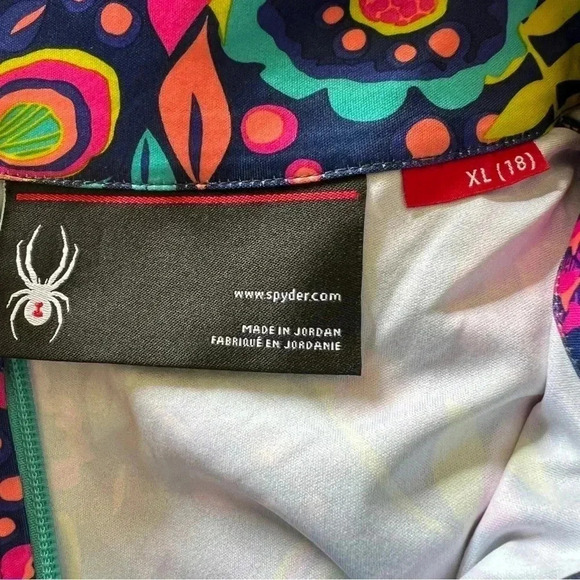 XL (18)
www.spyder.com
MADE IN JORDAN
FABRIQUÉ EN JORDANIE